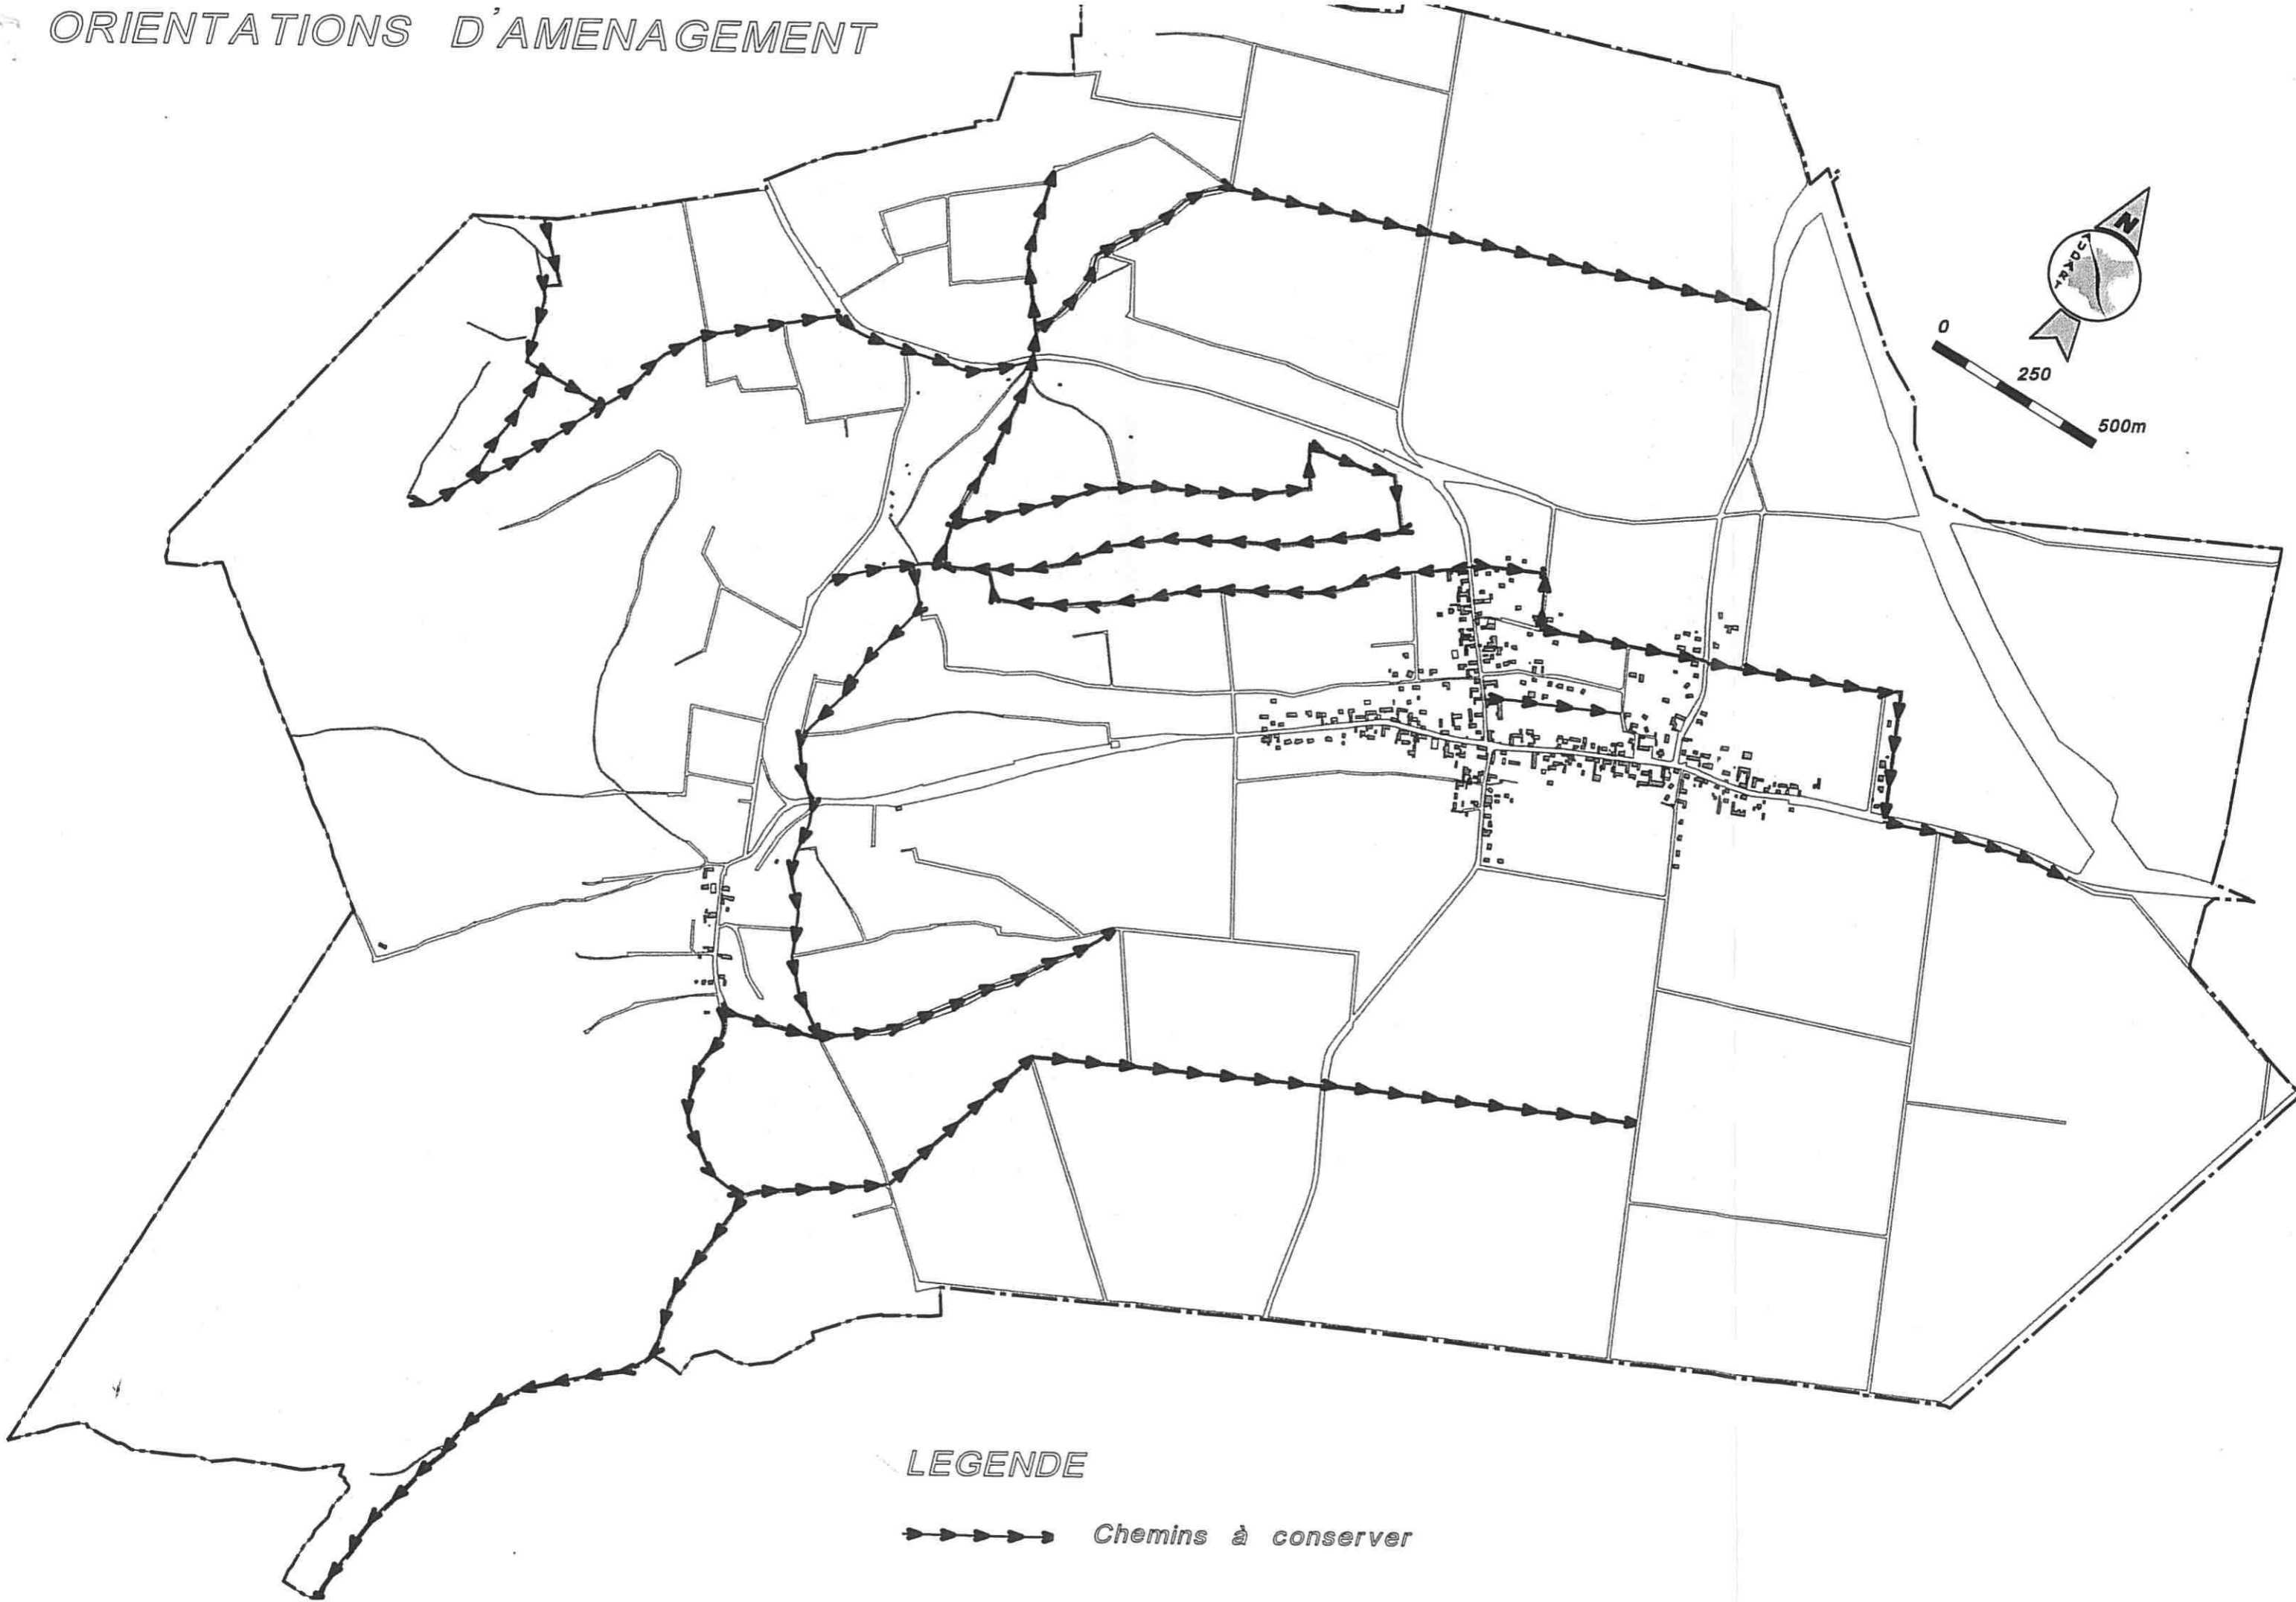 ORIENTATIONS D'AMENAGEMENT
N
0
250
500m
LEGENDE
Chemins à conserver